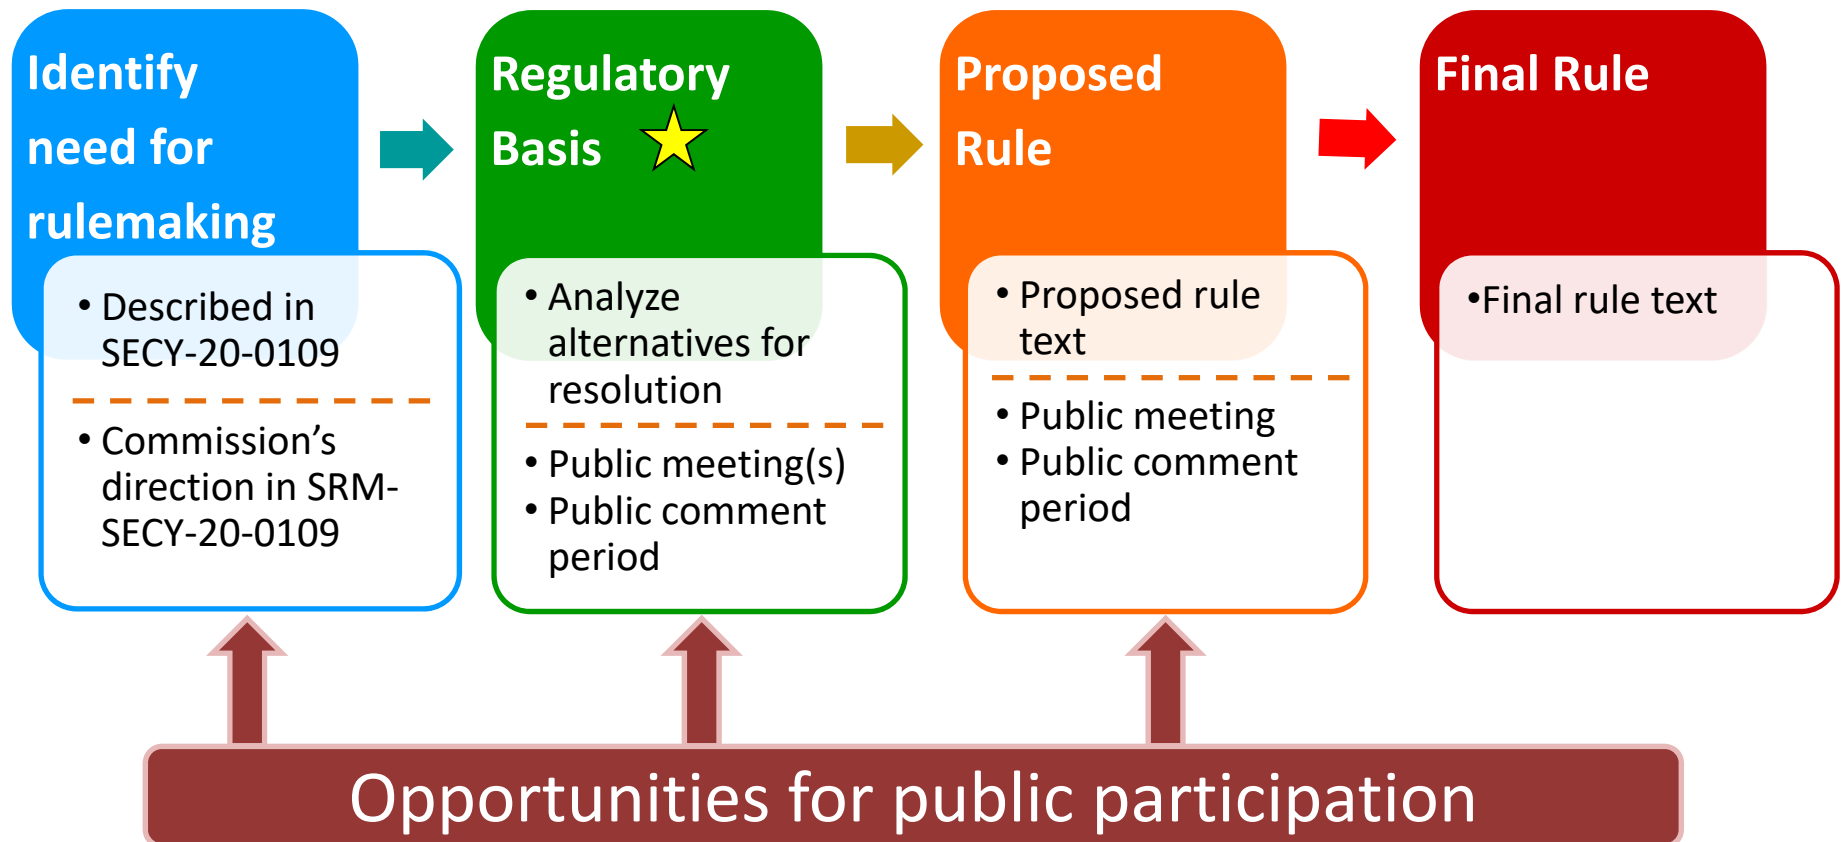 Identify
need for
rulemaking
• Described in
SECY-20-0109
• Commission’s
direction in SRM-
SECY-20-0109
Regulatory
Basis
• Analyze
alternatives for
resolution
• Public meeting(s)
• Public comment
period
Proposed
Rule
• Proposed rule
text
• Public meeting
• Public comment
period
Final Rule
•Final rule text
Opportunities for public participation